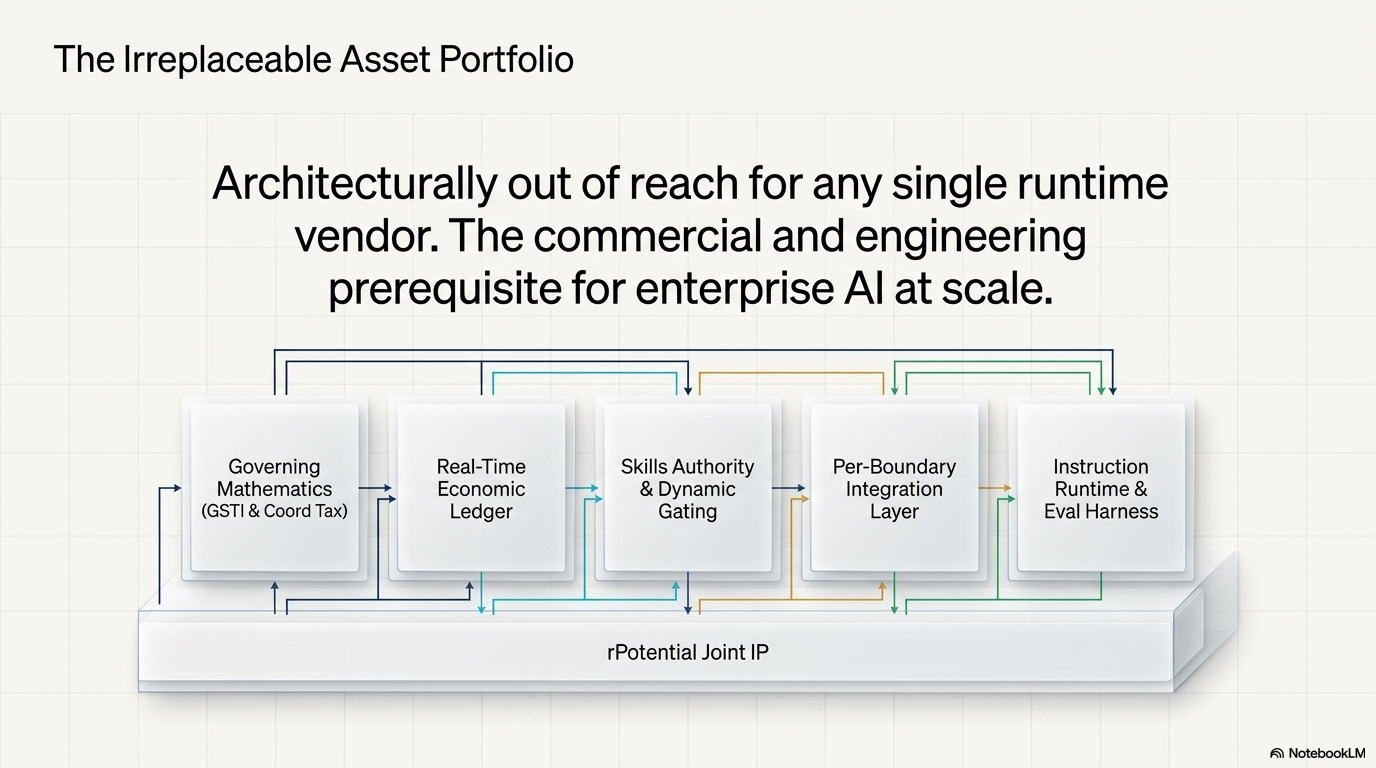 The Irreplaceable Asset Portfolio
Architecturally out of reach for any single runtime
vendor. The commercial and engineering
prerequisite for enterprise AI at scale.
Governing
Mathematics
(GSTI & Coord Tax)
Real-Time
Economic
Ledger
Skills Authority
& Dynamic
Gating
Per-Boundary
Integration
Layer
Instruction
Runtime &
Eval Harness
rPotential Joint IP
NotebookLM